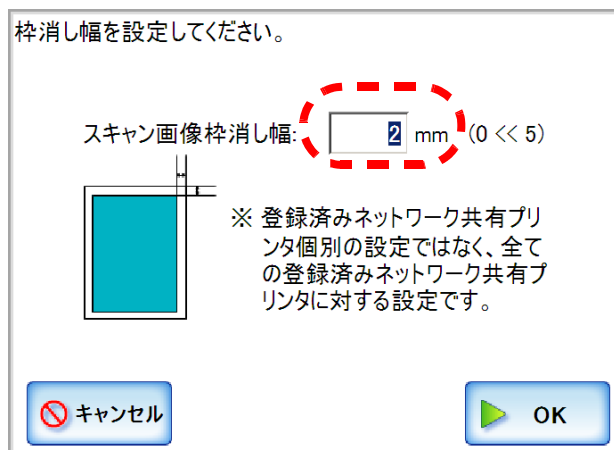 枠消し幅を設定してください。
スキャン画像枠消し幅: 2 mm (0 << 5)
※ 登録済みネットワーク共有プリ
ンタ個別の設定ではなく、全て
の登録済みネットワーク共有プ
リンタに対する設定です。
キャンセル
OK